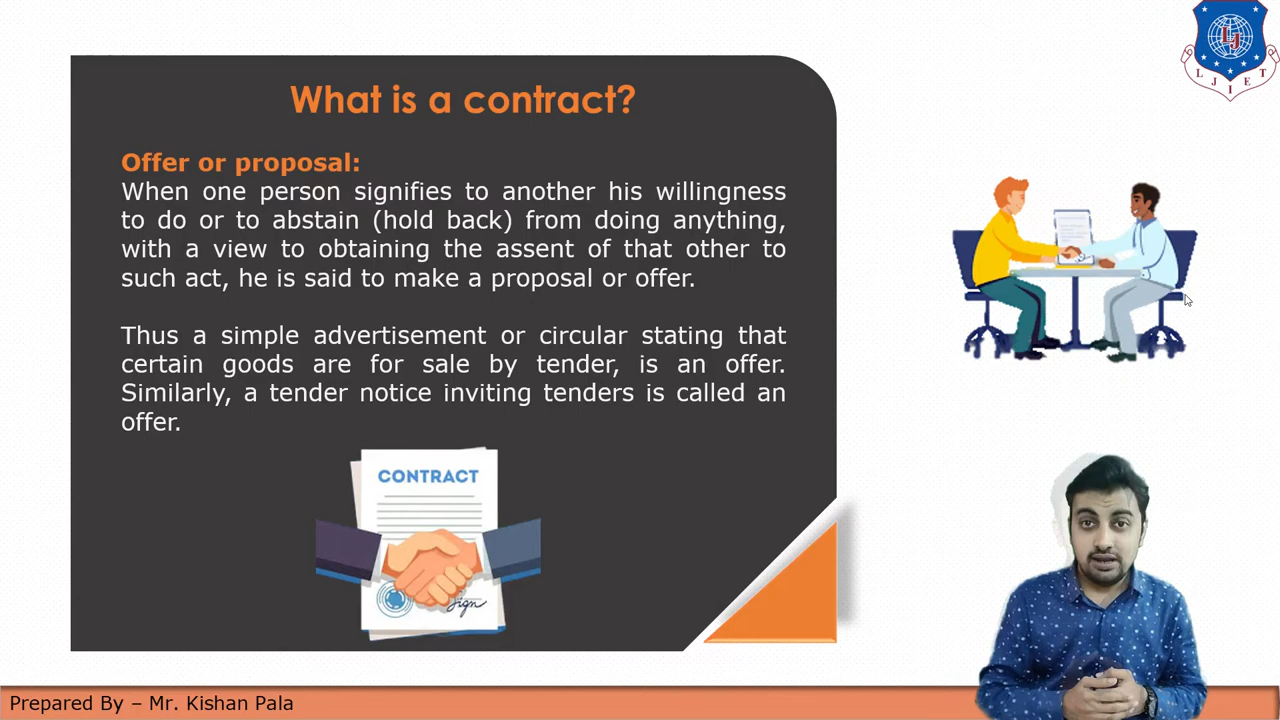 What is a contract?
Offer or proposal:
When one person signifies to another his willingness
to do or to abstain (hold back) from doing anything,
with a view to obtaining the assent of that other to
such act, he is said to make a proposal or offer.
Thus a simple advertisement or circular stating that
certain goods are for sale by tender, is an offer.
Similarly, a tender notice inviting tenders is called an
offer.
CONTRACT
Sign
LJ
LJIET
Prepared By – Mr. Kishan Pala